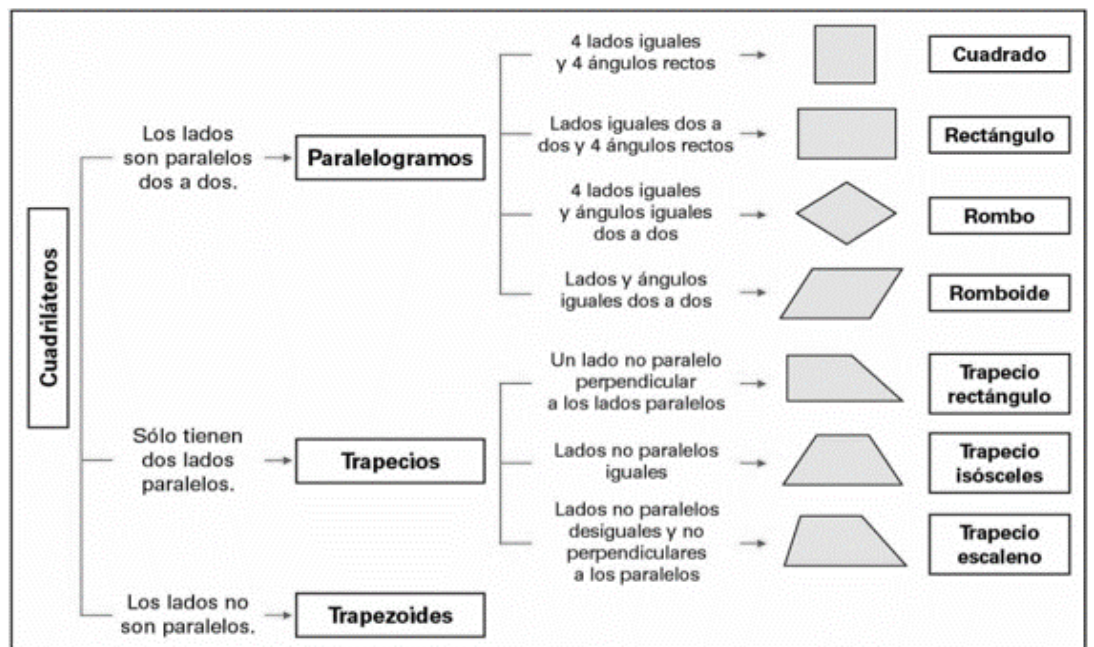 Cuadriláteros
Los lados
son paralelos
dos a dos.
Paralelogramos
4 lados iguales
y 4 ángulos rectos
Cuadrado
Lados iguales dos a
dos y 4 ángulos rectos
Rectángulo
4 lados iguales
y ángulos iguales
dos a dos
Rombo
Lados y ángulos
iguales dos a dos
Romboide
Sólo tienen
dos lados
paralelos.
Trapecios
Un lado no paralelo
perpendicular
a los lados paralelos
Trapecio
rectángulo
Lados no paralelos
iguales
Trapecio
isósceles
Lados no paralelos
desiguales y no
perpendiculares
a los paralelos
Trapecio
escaleno
Los lados no
son paralelos.
Trapezoides